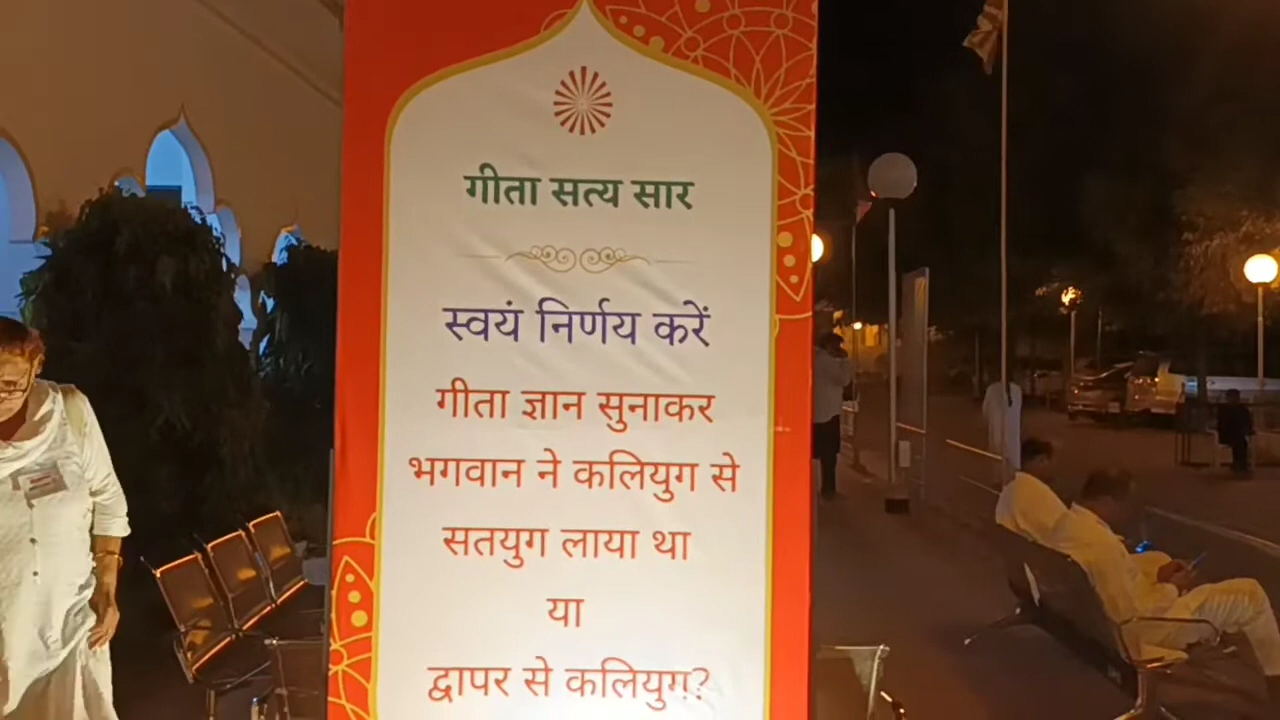 गीता सत्य सार
स्वयं निर्णय करें
गीता ज्ञान सुनाकर
भगवान ने कलियुग से
सतयुग लाया था
या
द्वापर से कलियुग?